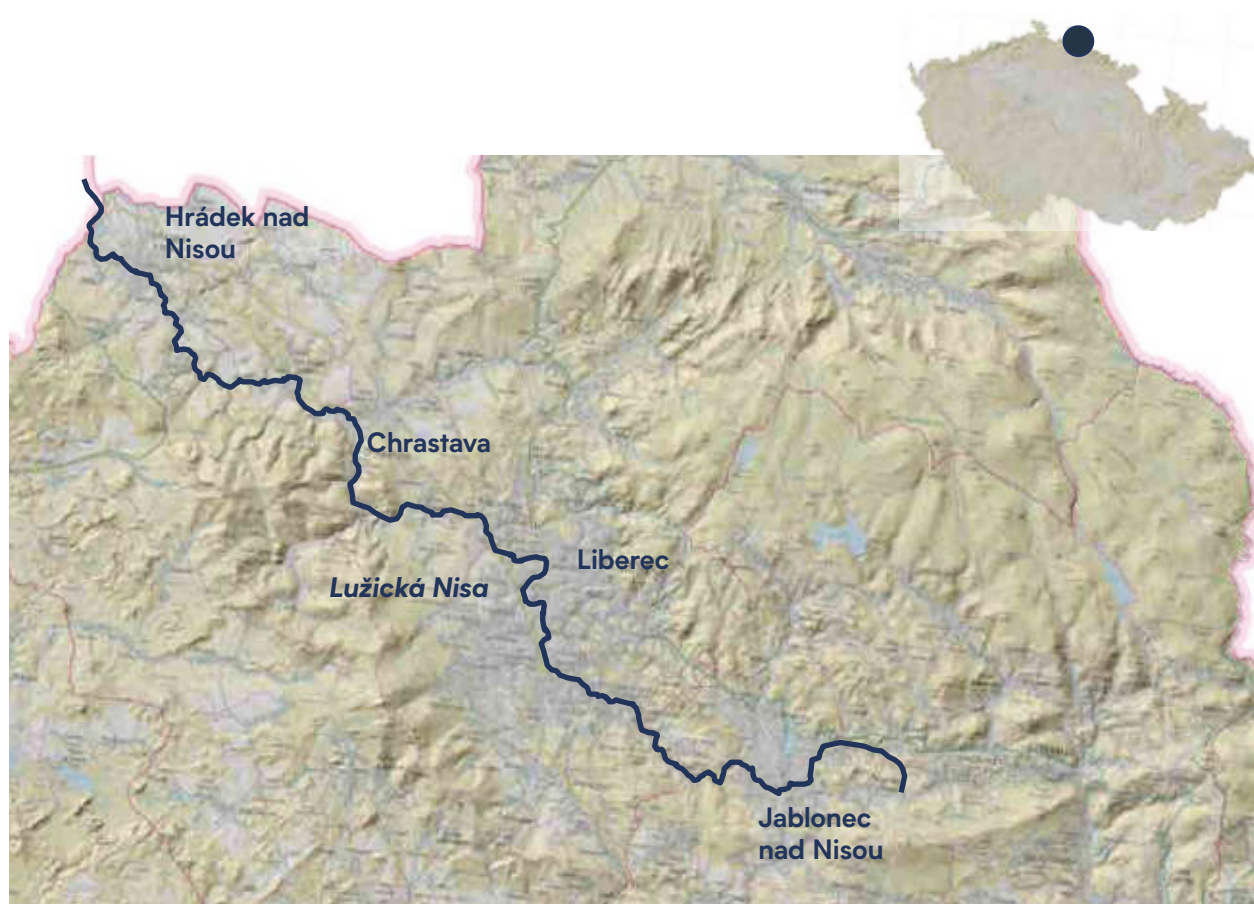 Hrádek nad
Nisou
Chrastava
Liberec
Lužická Nisa
Jablonec
nad Nisou